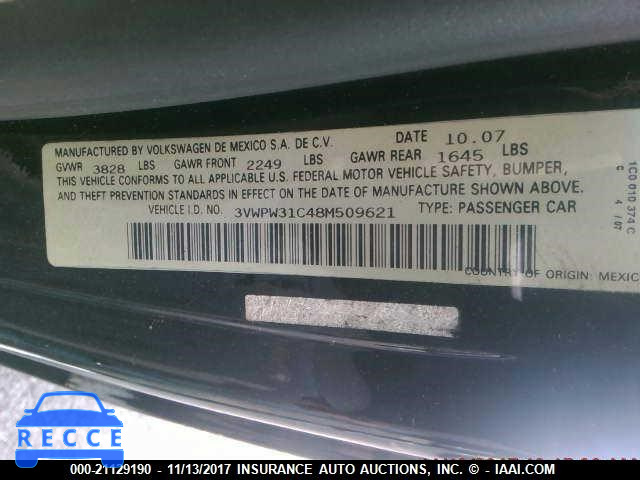 MANUFACTURED BY VOLKSWAGEN DE MEXICO S.A. DE C.V. DATE 10.07
GVWR 3828 LBS GAWR FRONT 2249 LBS GAWR REAR 1645 LBS
THIS VEHICLE CONFORMS TO ALL APPLICABLE U.S. FEDERAL MOTOR VEHICLE SAFETY, BUMPER,
AND THEFT PREVENTION STANDARDS IN EFFECT ON THE DATE OF MANUFACTURE SHOWN ABOVE.
VEHICLE I.D. NO. 3VWPW31C48M509621 TYPE: PASSENGER CAR
COUNTRY OF ORIGIN: MEXICO
1C0 010 374 C
C 4 / 07
RECCE
000-21129190 - 11/13/2017 INSURANCE AUTO AUCTIONS, INC. - © - IAAI.COM